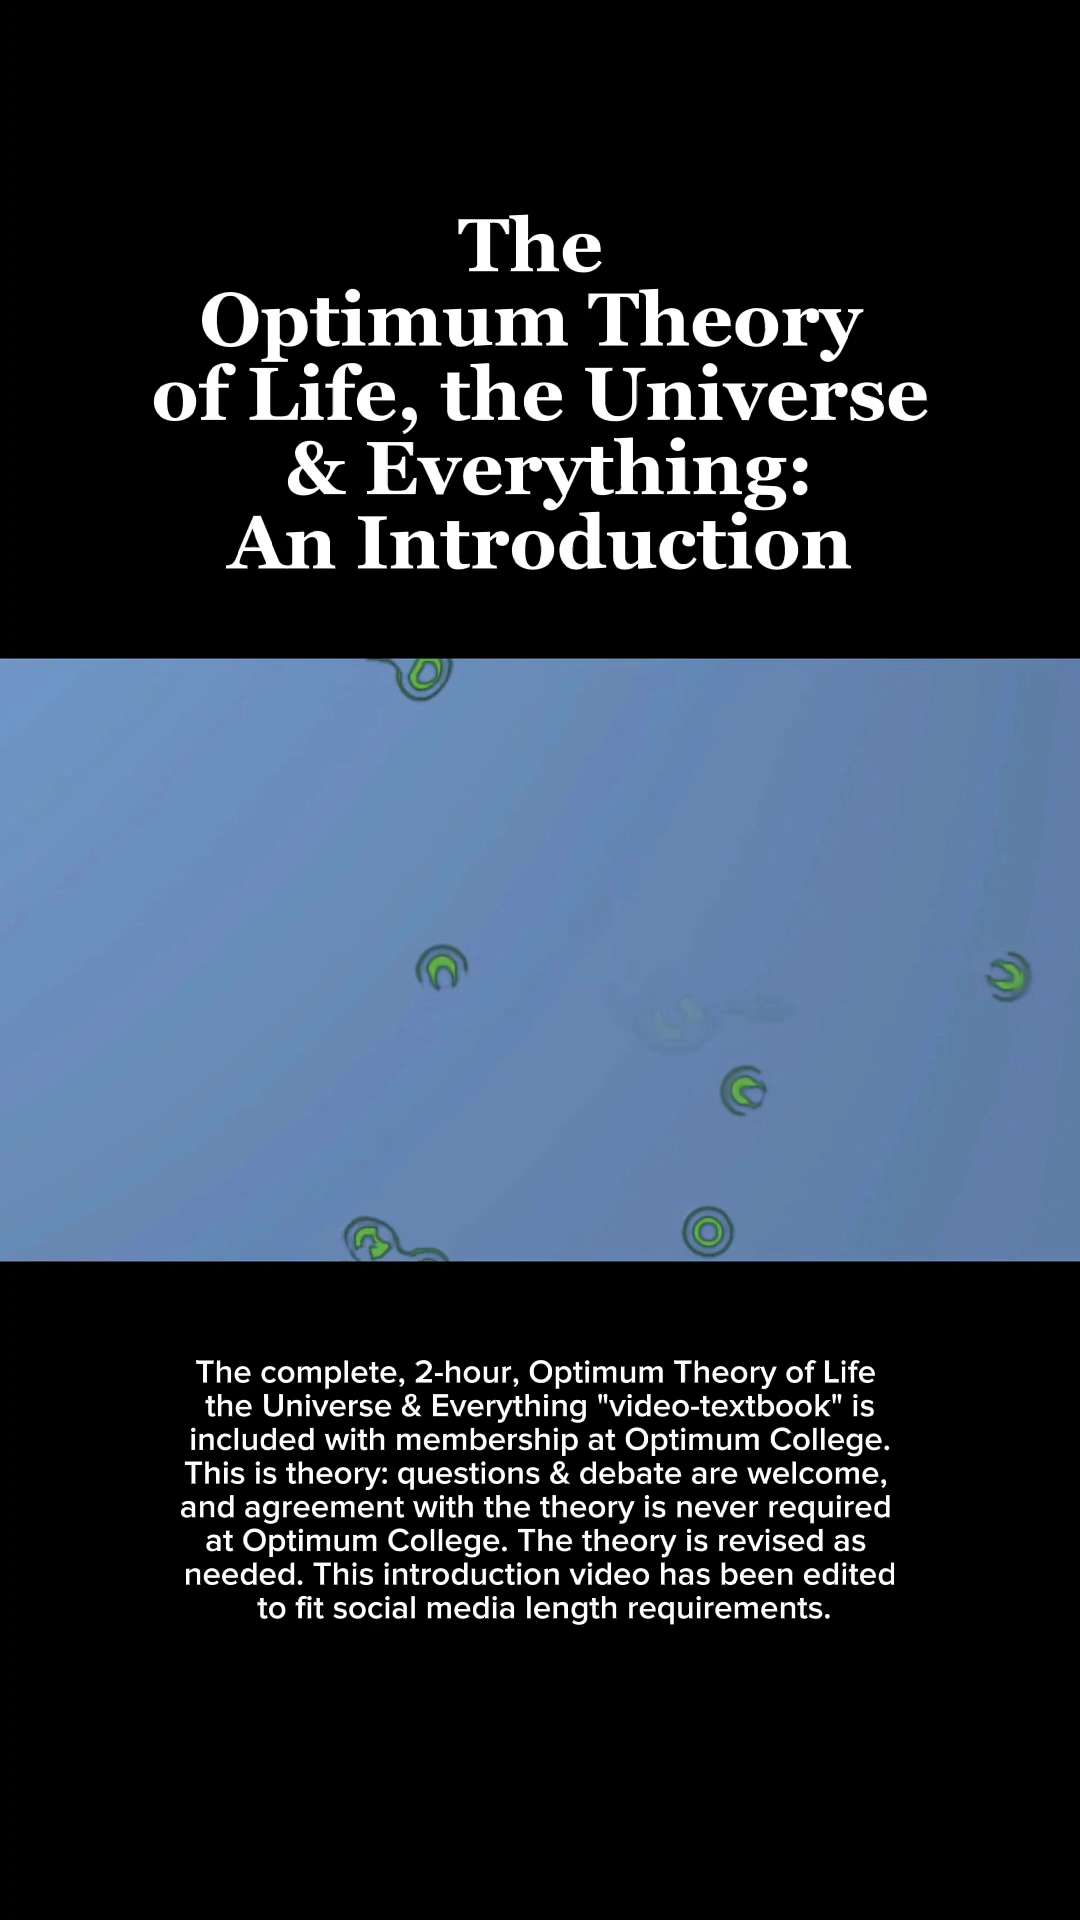 The
Optimum Theory
of Life, the Universe
& Everything:
An Introduction
The complete, 2-hour, Optimum Theory of Life
the Universe & Everything "video-textbook" is
included with membership at Optimum College.
This is theory: questions & debate are welcome,
and agreement with the theory is never required
at Optimum College. The theory is revised as
needed. This introduction video has been edited
to fit social media length requirements.